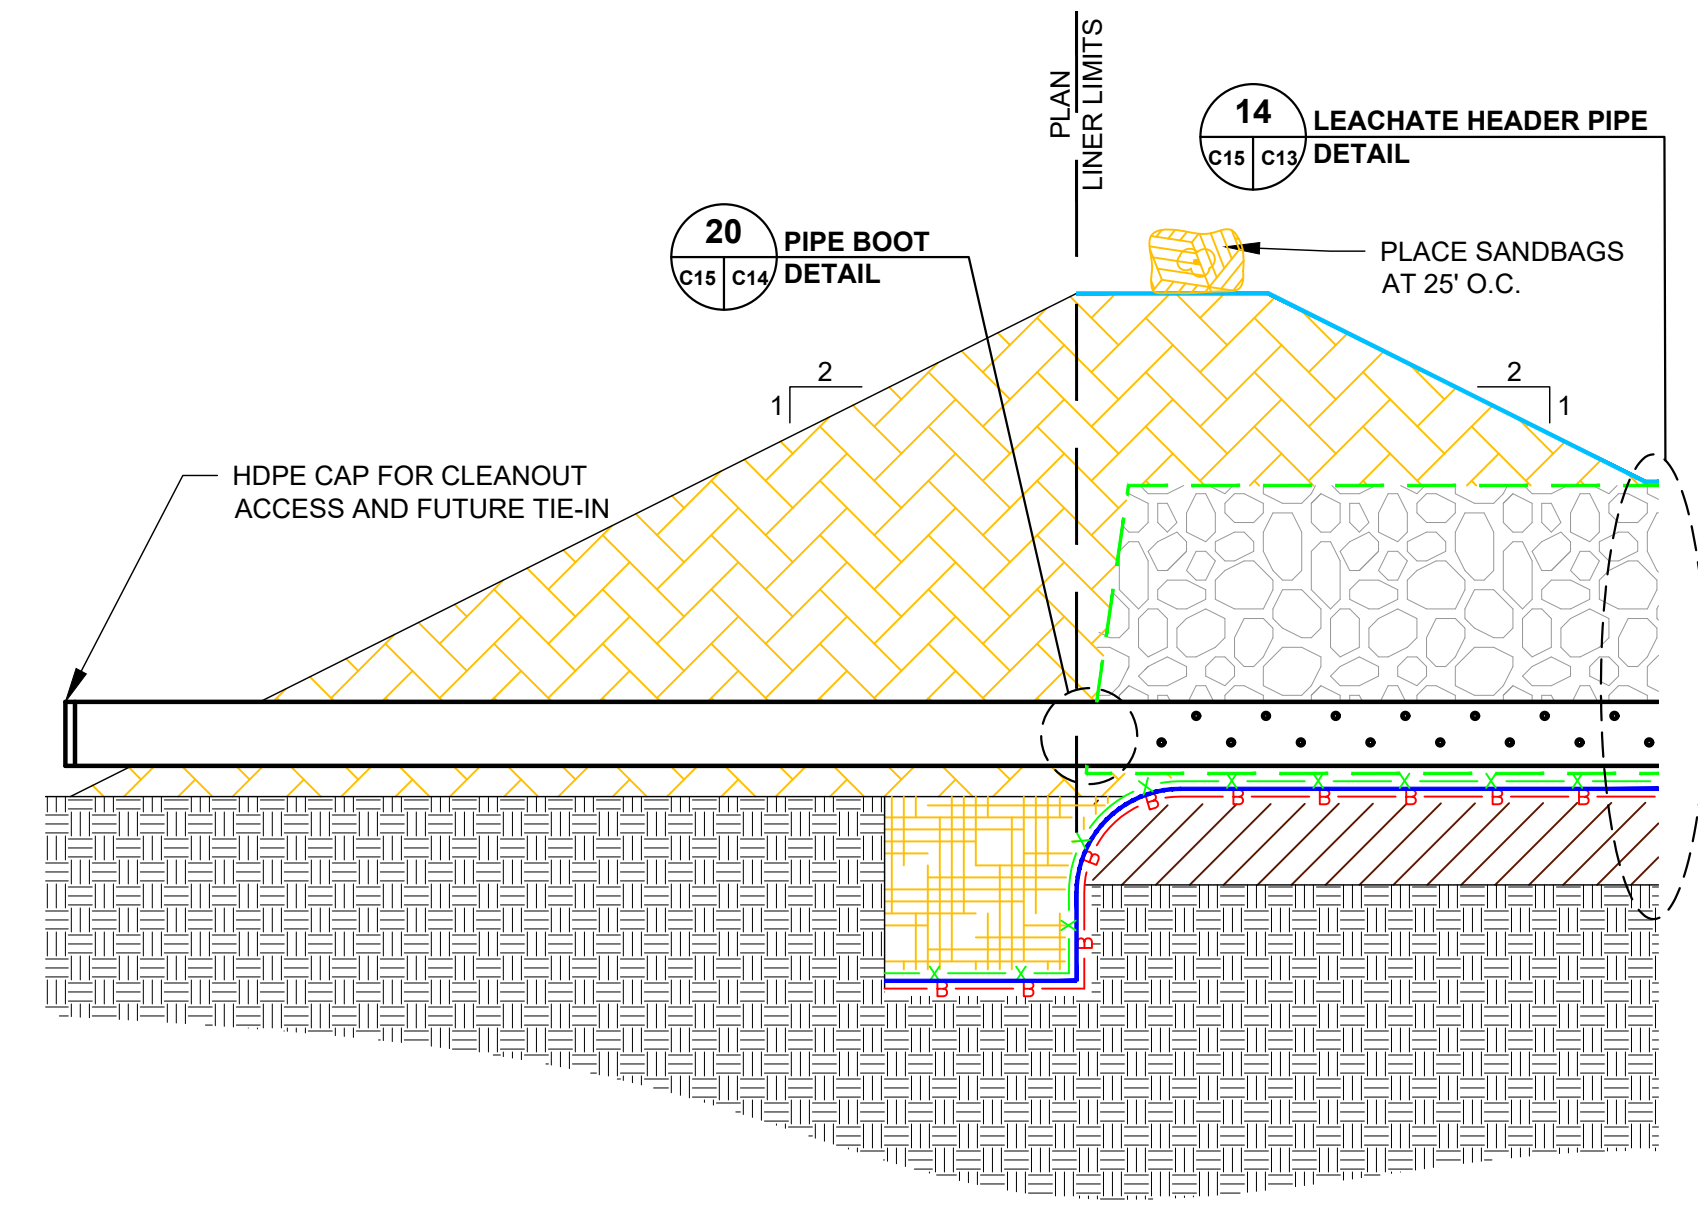 PLAN
LINER LIMITS
14
C15 C13
LEACHATE HEADER PIPE
DETAIL
20
C15 C14
PIPE BOOT
DETAIL
PLACE SANDBAGS
AT 25' O.C.
2
1
2
1
HDPE CAP FOR CLEANOUT
ACCESS AND FUTURE TIE-IN
X X X X X X
B B B B B B
X
B
X
B
X X
B B